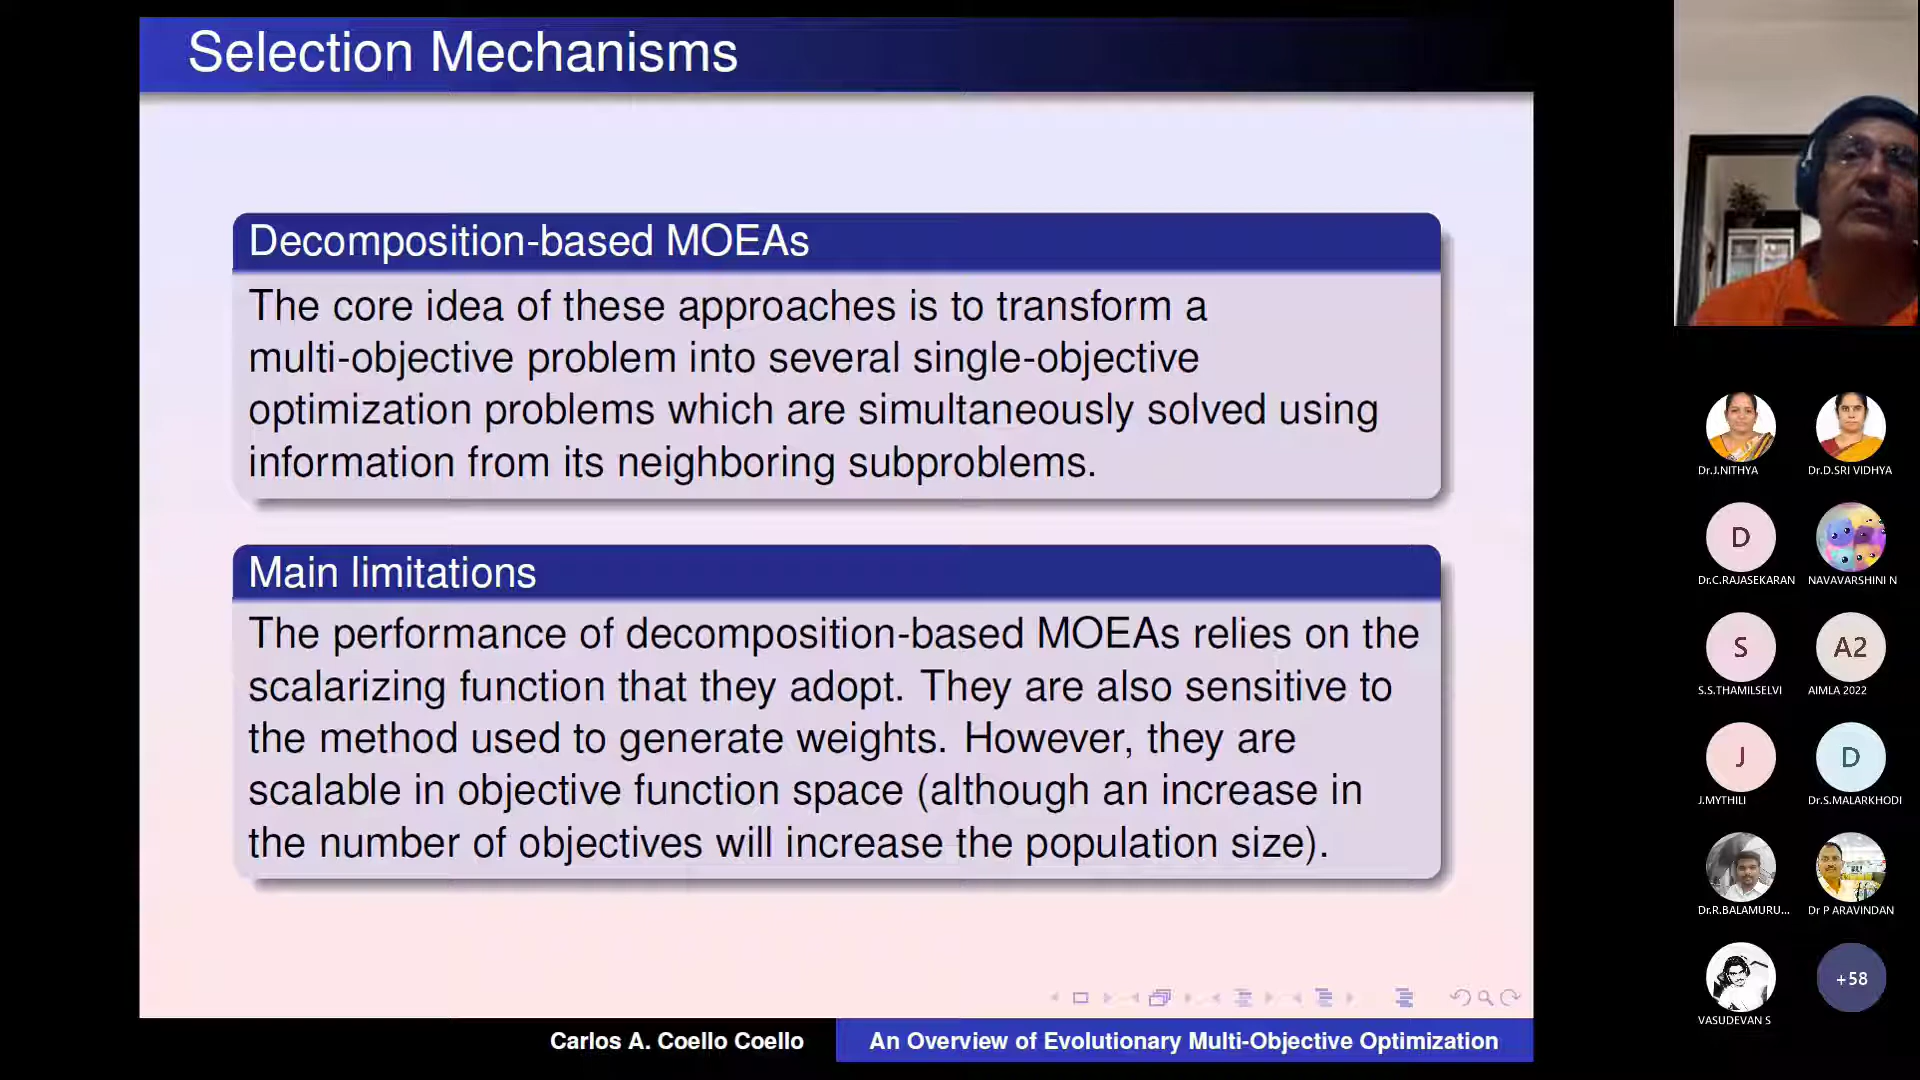 Selection Mechanisms
Decomposition-based MOEAs
The core idea of these approaches is to transform a
multi-objective problem into several single-objective
optimization problems which are simultaneously solved using
information from its neighboring subproblems.
Main limitations
The performance of decomposition-based MOEAs relies on the
scalarizing function that they adopt. They are also sensitive to
the method used to generate weights. However, they are
scalable in objective function space (although an increase in
the number of objectives will increase the population size).
Carlos A. Coello Coello
An Overview of Evolutionary Multi-Objective Optimization
Dr.J.NITHYA
Dr.D.SRI VIDHYA
D
Dr.C.RAJASEKARAN
NAVAVARSHINI N
S
A2
S.S.THAMILSELVI
AIMLA 2022
J
D
J.MYTHILI
Dr.S.MALARKHODI
Dr.R.BALAMURU...
Dr P ARAVINDAN
+58
VASUDEVAN S